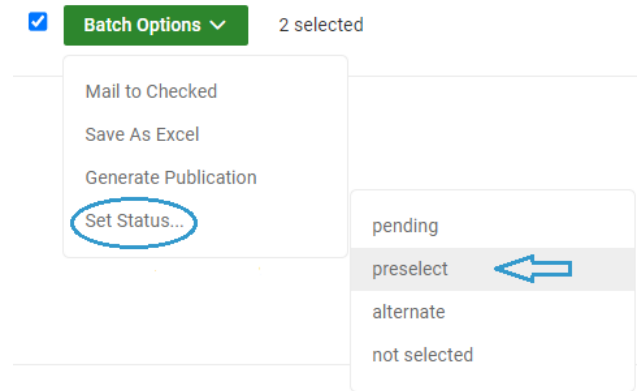 Batch Options 2 selected
Mail to Checked
Save As Excel
Generate Publication
Set Status...
pending
preselect
alternate
not selected